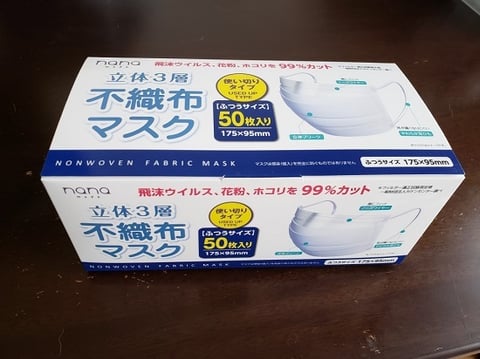 nana
飛沫ウイルス、花粉、ホコリを 99%カット
立体3層
不織布
マスク
使い切り
タイプ
USED UP
TYPE
[ふつうサイズ]
50枚入り
175×95mm
ふつうサイズ 175×95mm
NONWOVEN FABRIC MASK
nana
飛沫ウイルス、花粉、ホコリを 99%カット
立体3層
不織布
マスク
使い切り
タイプ
USED UP
TYPE
[ふつうサイズ]
50枚入り
175×95mm
NONWOVEN FABRIC MASK
ふつうサイズ 175×95mm